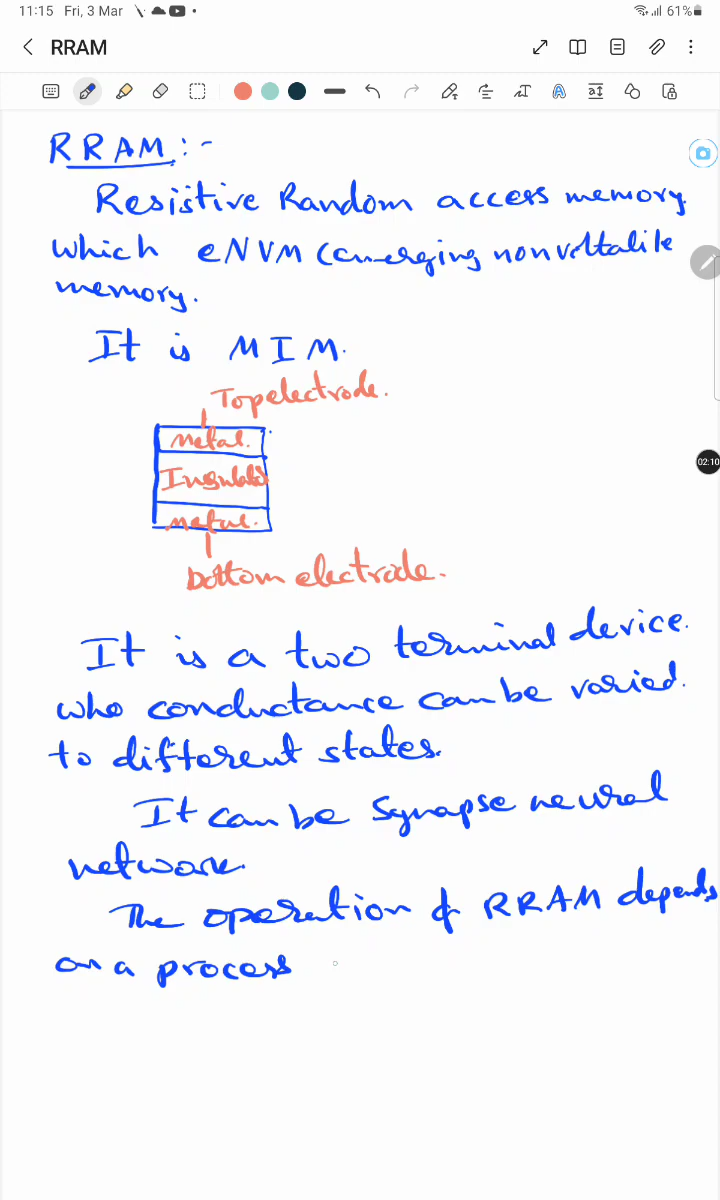 11:15 Fri, 3 Mar
61%
RRAM
RRAM :-
Resistive Random access memory.
which eNVM (emerging nonvoltalile
memory.
It is MIM.
Topelectrode.
metal.
Insulator
metal.
bottom electrode.
02:10
It is a two terminal device.
who conductance can be varied.
to different states.
It can be synapse neural
network.
The operation of RRAM depends
on a process